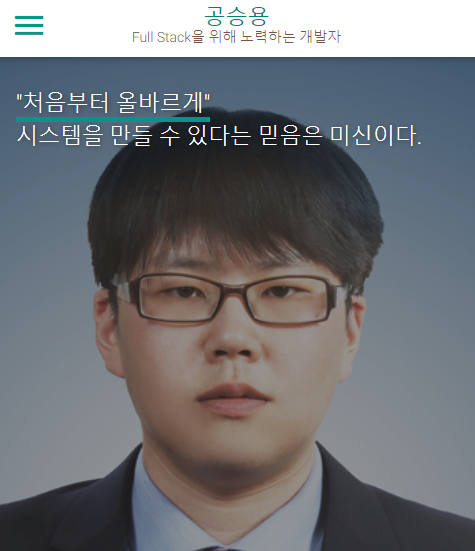 공승용
Full Stack을 위해 노력하는 개발자
"처음부터 올바르게"
시스템을 만들 수 있다는 믿음은 미신이다.